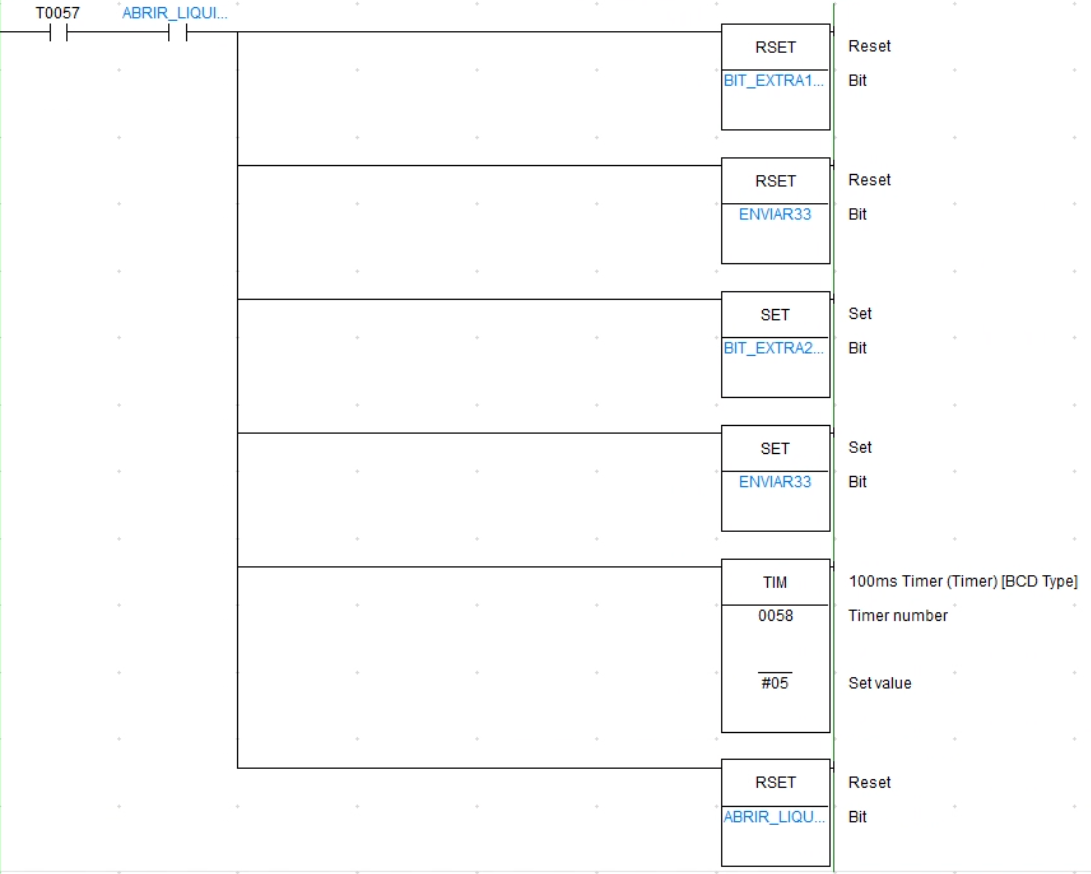 T0057 ABRIR_LIQUI...
RSET Reset
BIT_EXTRA1... Bit
RSET Reset
ENVIAR33 Bit
SET Set
BIT_EXTRA2... Bit
SET Set
ENVIAR33 Bit
TIM 100ms Timer (Timer) [BCD Type]
0058 Timer number
#05 Set value
RSET Reset
ABRIR_LIQU... Bit